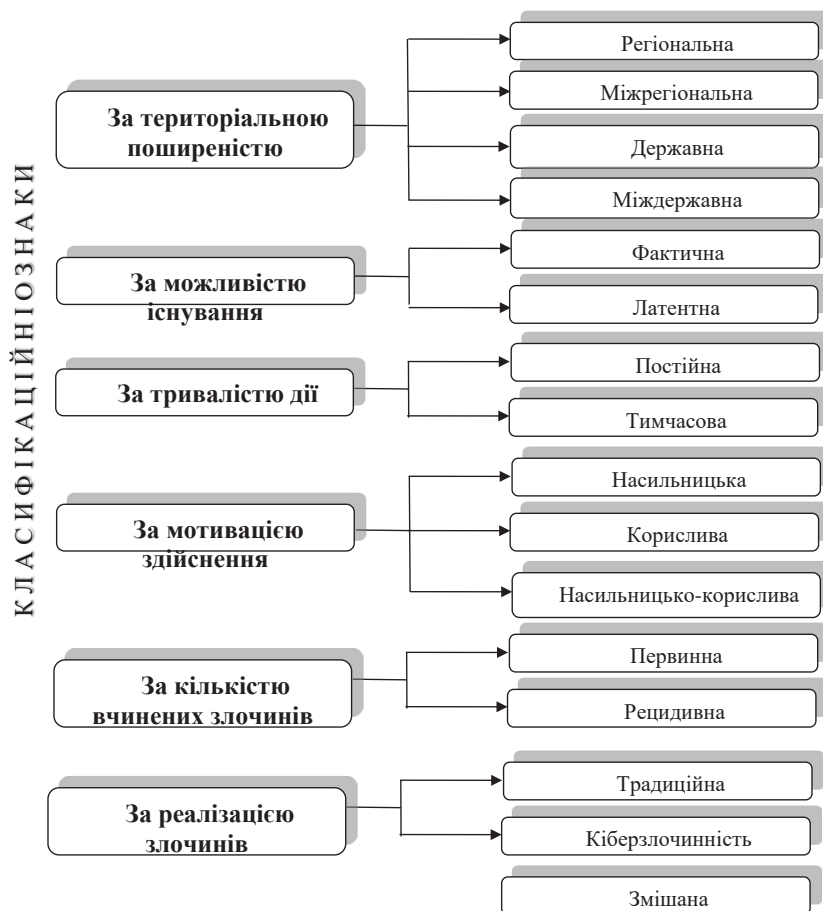 КЛАСИФІКАЦІЙНІОЗНАКИ
За територіальною
поширеністю
Регіональна
Міжрегіональна
Державна
Міждержавна
За можливістю
існування
Фактична
Латентна
За тривалістю дії
Постійна
Тимчасова
За мотивацією
здійснення
Насильницька
Корислива
Насильницько-корислива
За кількістю
вчинених злочинів
Первинна
Рецидивна
За реалізацією
злочинів
Традиційна
Кіберзлочинність
Змішана